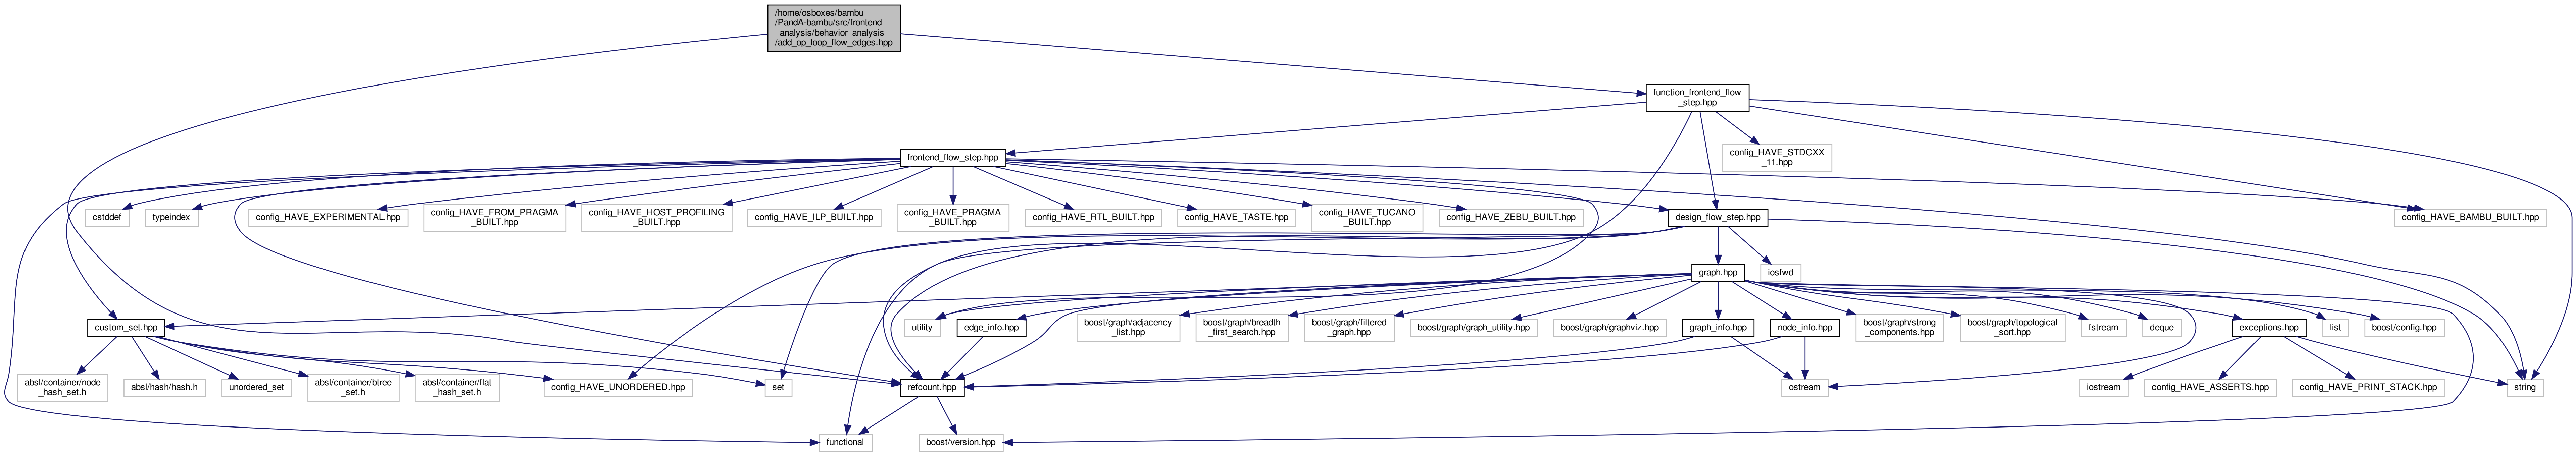 /home/osboxes/bambu
/PandA-bambu/src/frontend
_analysis/behavior_analysis
/add_op_loop_flow_edges.hpp
function_frontend_flow
_step.hpp
frontend_flow_step.hpp
config_HAVE_STDCXX
_11.hpp
cstddef
typeindex
config_HAVE_EXPERIMENTAL.hpp
config_HAVE_FROM_PRAGMA
_BUILT.hpp
config_HAVE_HOST_PROFILING
_BUILT.hpp
config_HAVE_ILP_BUILT.hpp
config_HAVE_PRAGMA
_BUILT.hpp
config_HAVE_RTL_BUILT.hpp
config_HAVE_TASTE.hpp
config_HAVE_TUCANO
_BUILT.hpp
config_HAVE_ZEBU_BUILT.hpp
design_flow_step.hpp
config_HAVE_BAMBU_BUILT.hpp
graph.hpp
iosfwd
custom_set.hpp
utility
edge_info.hpp
boost/graph/adjacency
_list.hpp
boost/graph/breadth
_first_search.hpp
boost/graph/filtered
_graph.hpp
boost/graph/graph_utility.hpp
boost/graph/graphviz.hpp
graph_info.hpp
node_info.hpp
boost/graph/strong
_components.hpp
boost/graph/topological
_sort.hpp
fstream
deque
exceptions.hpp
list
boost/config.hpp
absl/container/node
_hash_set.h
absl/hash/hash.h
unordered_set
absl/container/btree
_set.h
absl/container/flat
_hash_set.h
config_HAVE_UNORDERED.hpp
set
refcount.hpp
ostream
iostream
config_HAVE_ASSERTS.hpp
config_HAVE_PRINT_STACK.hpp
string
functional
boost/version.hpp